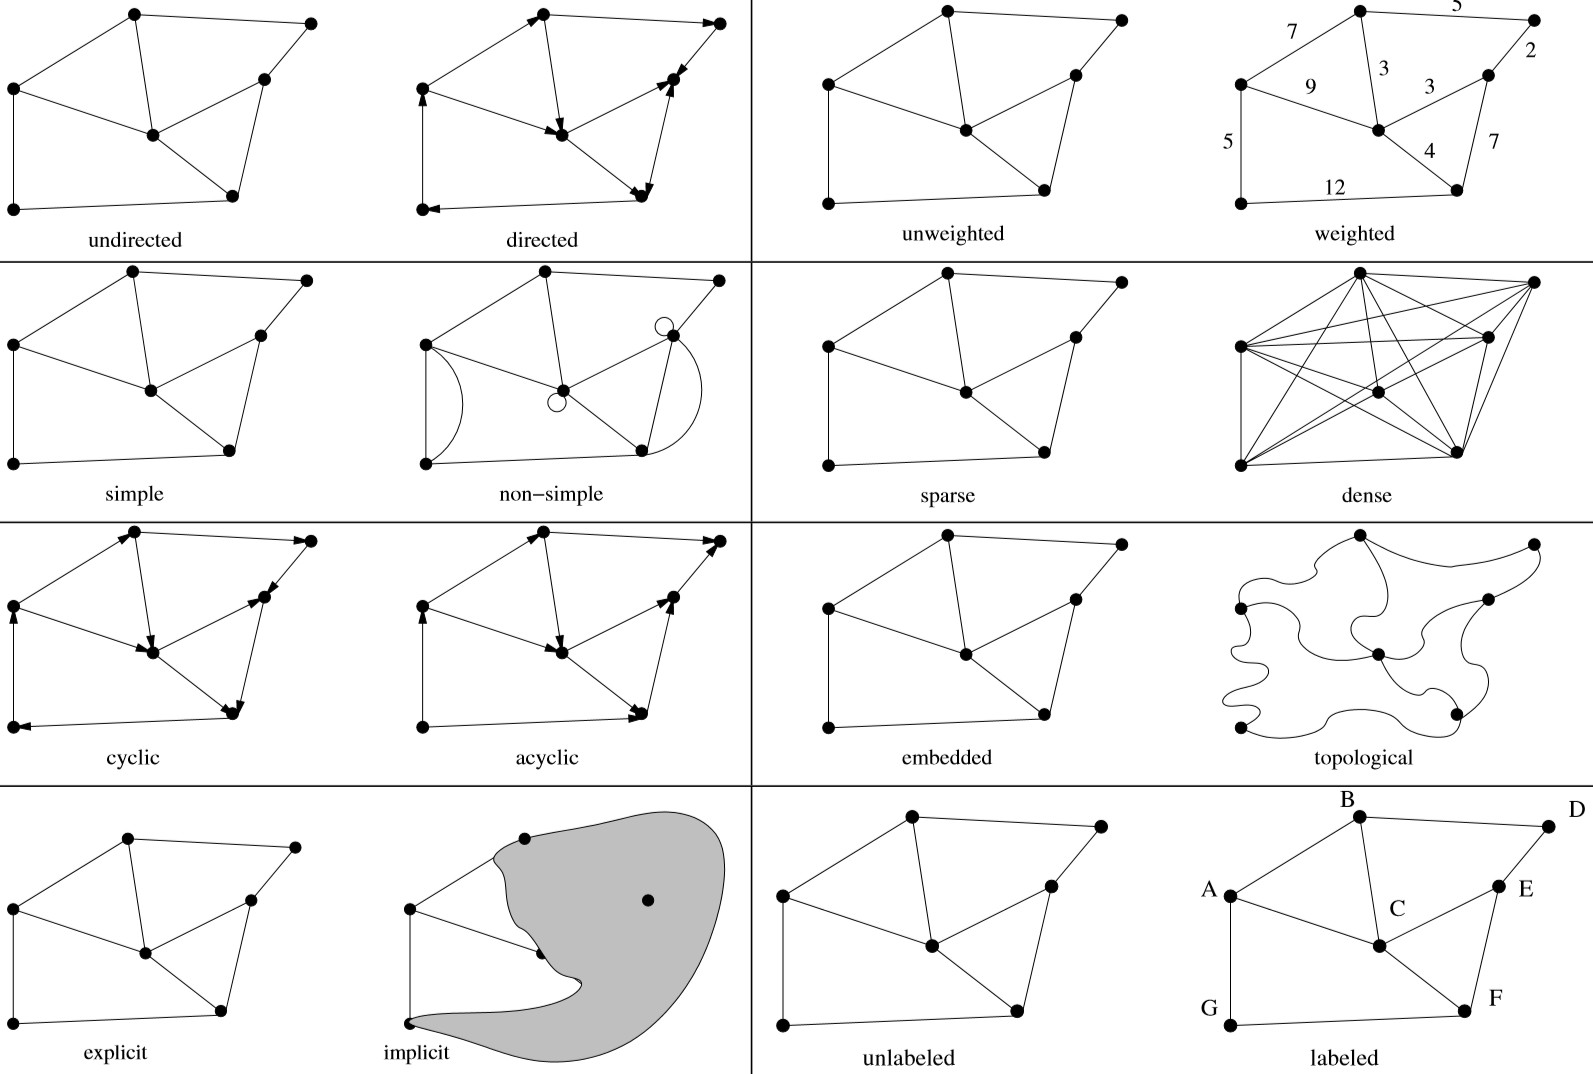 undirected
directed
7
5
2
9
3
3
5
4
7
12
unweighted
weighted
simple
non−simple
sparse
dense
cyclic
acyclic
embedded
topological
explicit
implicit
B
D
A
E
C
G
F
unlabeled
labeled